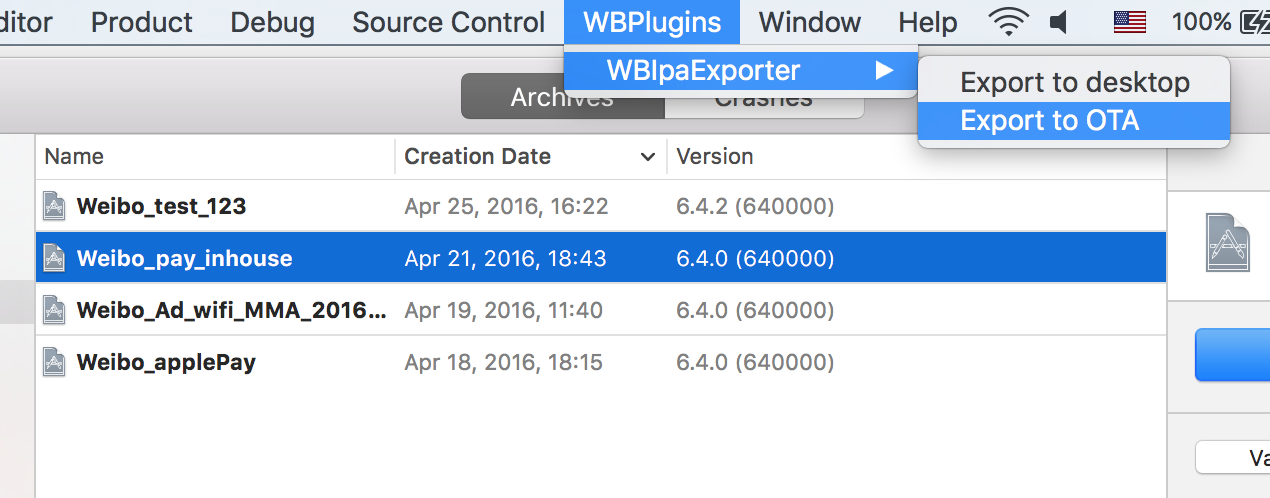 ditor Product Debug Source Control WBPlugins Window Help 100%
WBIpaExporter
Export to desktop
Export to OTA
Archives Crashes
Name Creation Date Version
Weibo_test_123 Apr 25, 2016, 16:22 6.4.2 (640000)
Weibo_pay_inhouse Apr 21, 2016, 18:43 6.4.0 (640000)
Weibo_Ad_wifi_MMA_2016... Apr 19, 2016, 11:40 6.4.0 (640000)
Weibo_applePay Apr 18, 2016, 18:15 6.4.0 (640000)
Va